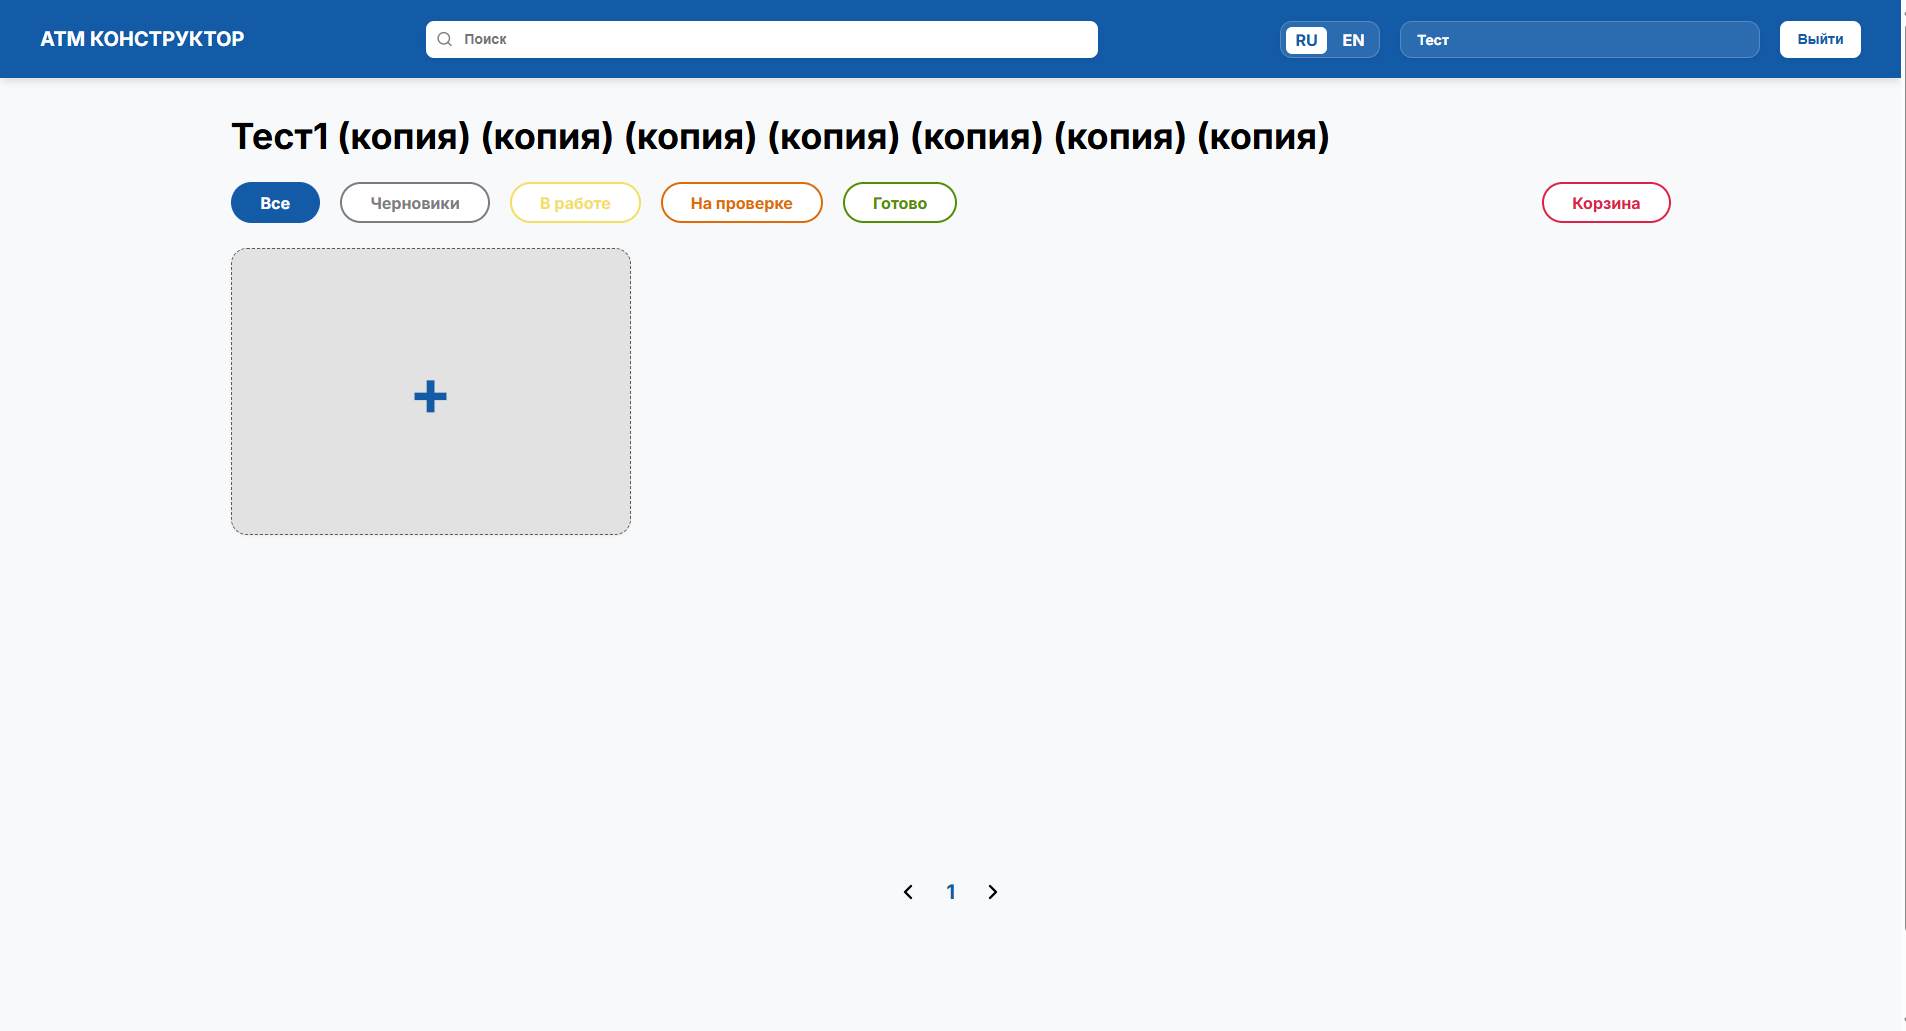 АТМ КОНСТРУКТОР
Поиск
RU EN
Тест
Выйти
Тест1 (копия) (копия) (копия) (копия) (копия) (копия) (копия)
Все
Черновики
В работе
На проверке
Готово
Корзина
+
1